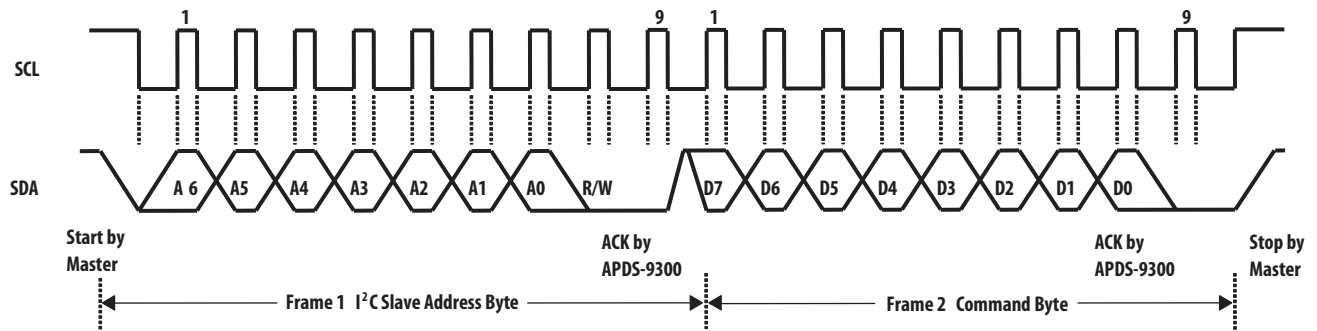 1 9 1 9
SCL
SDA
A 6 A5 A4 A3 A2 A1 A0 R/W D7 D6 D5 D4 D3 D2 D1 D0
Start by
Master
ACK by
APDS-9300
ACK by
APDS-9300
Stop by
Master
Frame 1 I²C Slave Address Byte
Frame 2 Command Byte